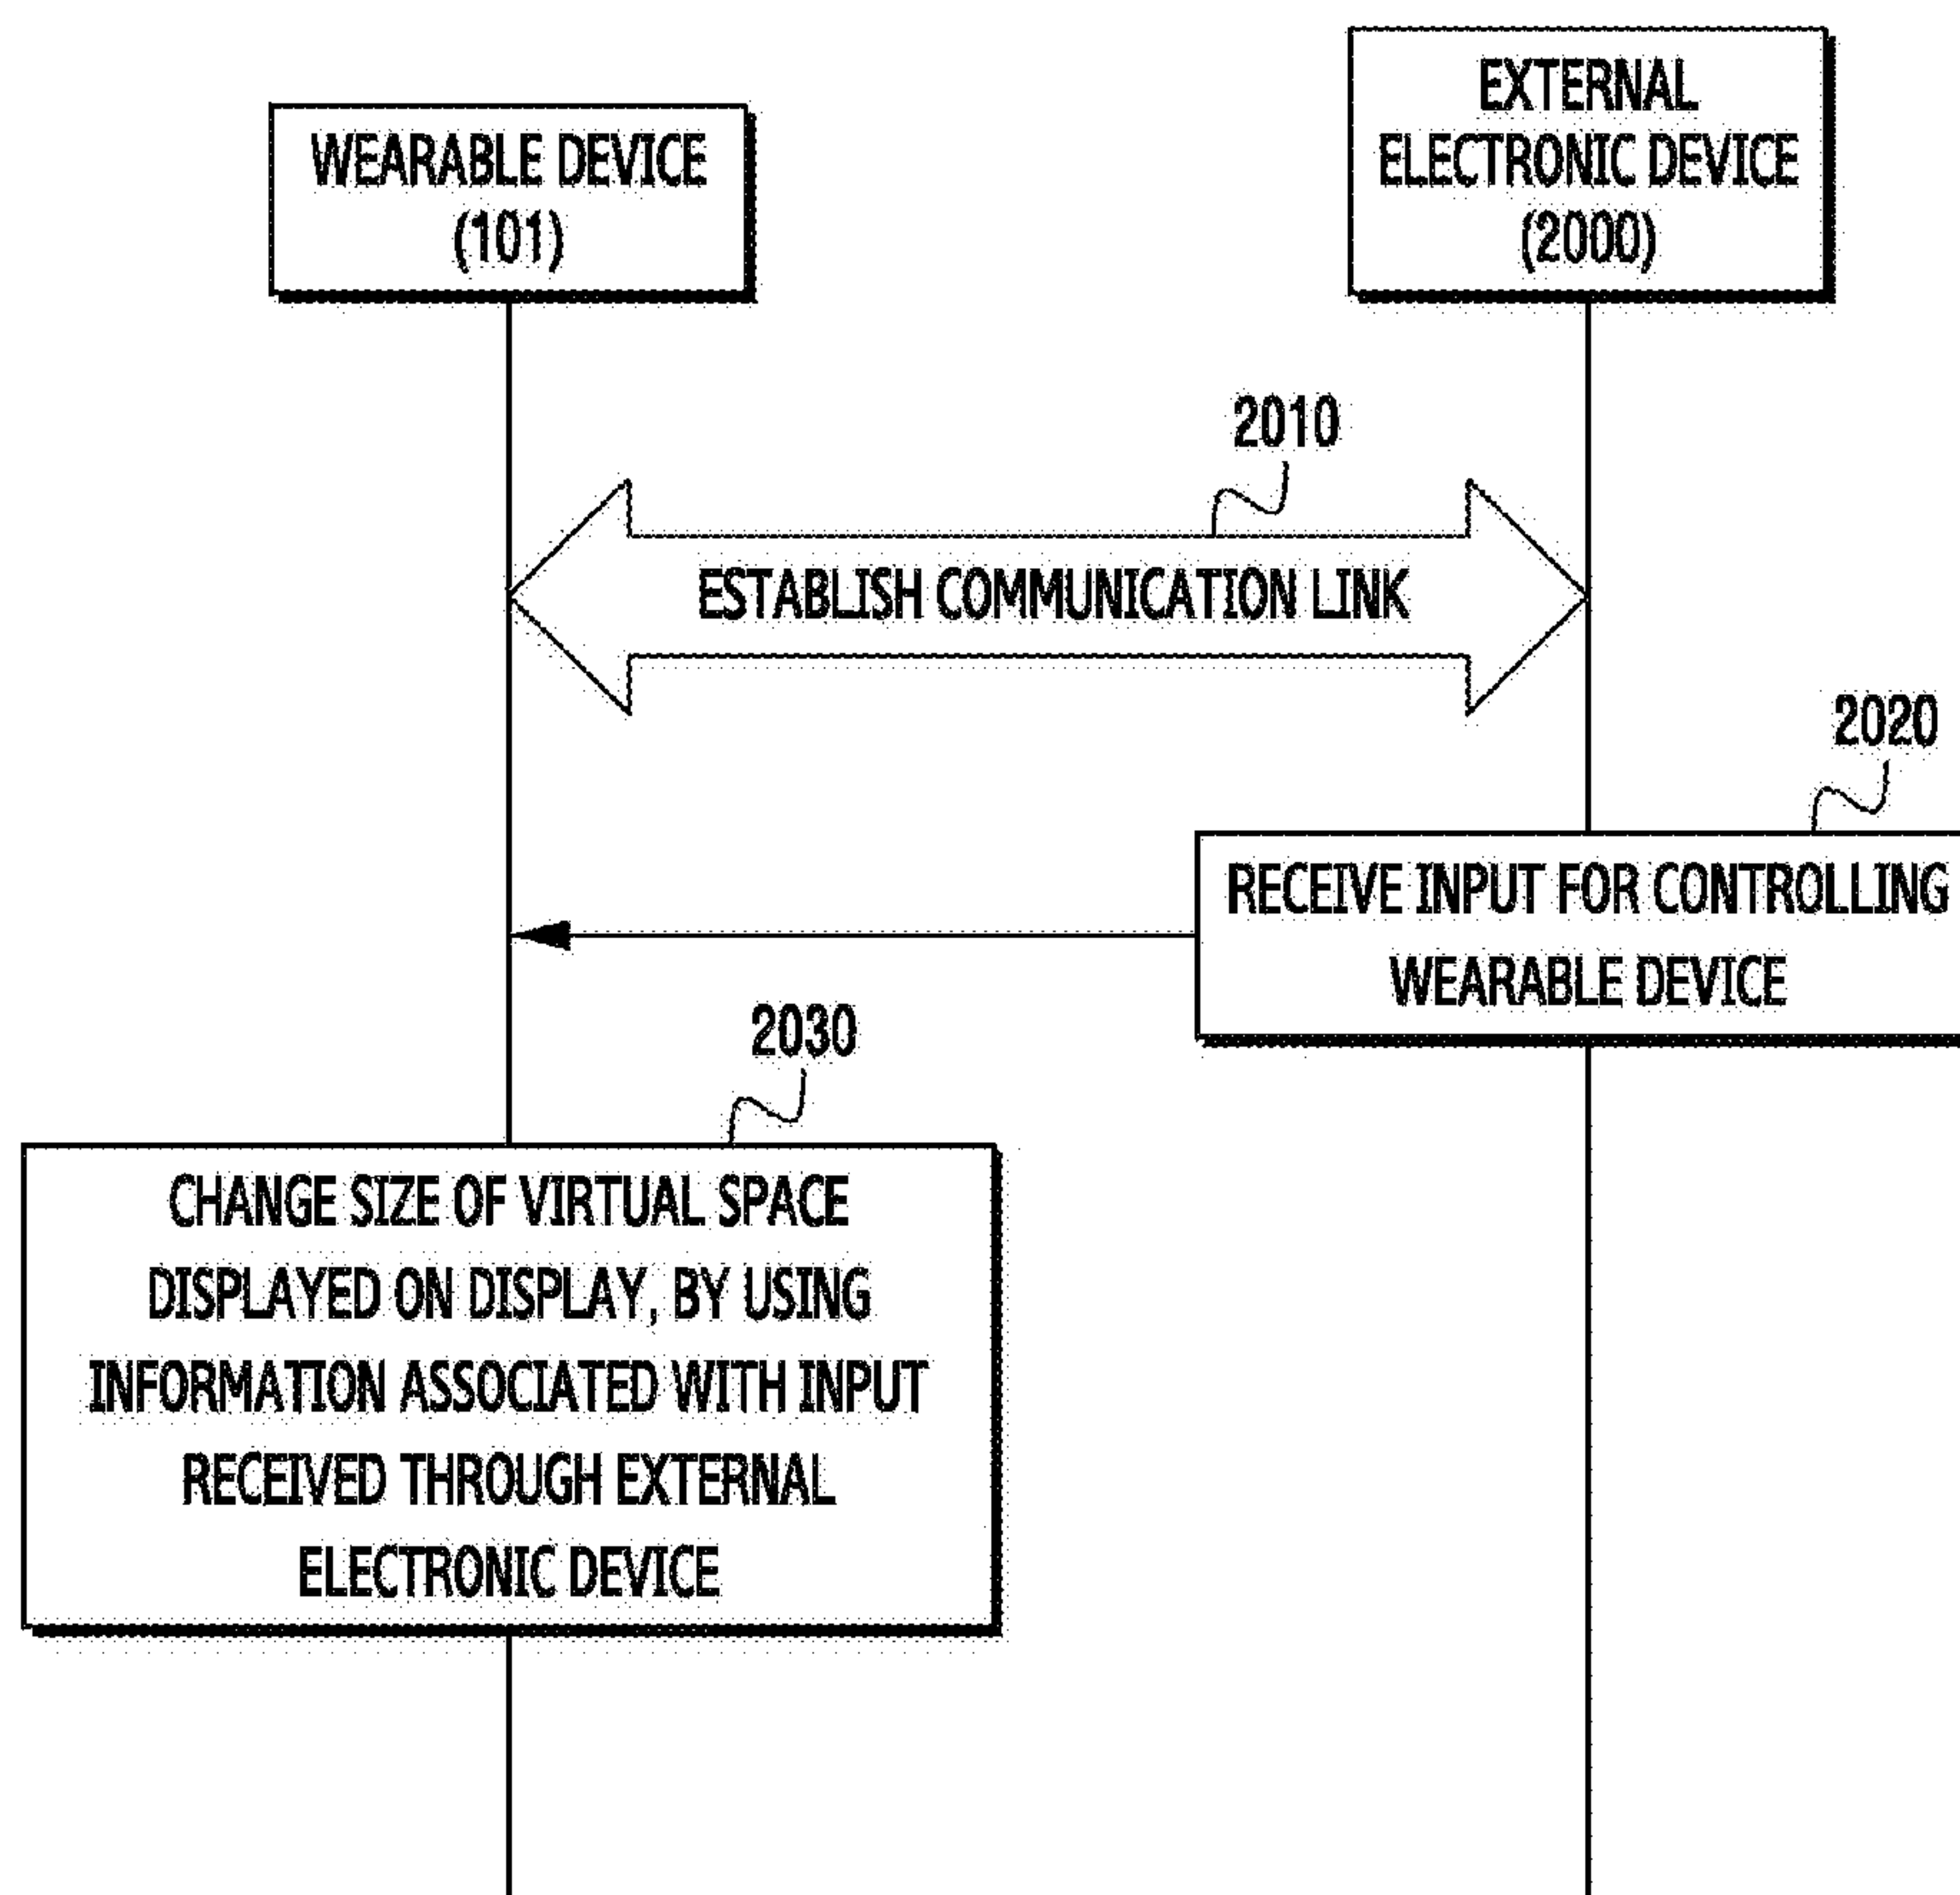 WEARABLE DEVICE
(101)
EXTERNAL
ELECTRONIC DEVICE
(2000)
2010
ESTABLISH COMMUNICATION LINK
2020
RECEIVE INPUT FOR CONTROLLING
WEARABLE DEVICE
2030
CHANGE SIZE OF VIRTUAL SPACE
DISPLAYED ON DISPLAY, BY USING
INFORMATION ASSOCIATED WITH INPUT
RECEIVED THROUGH EXTERNAL
ELECTRONIC DEVICE